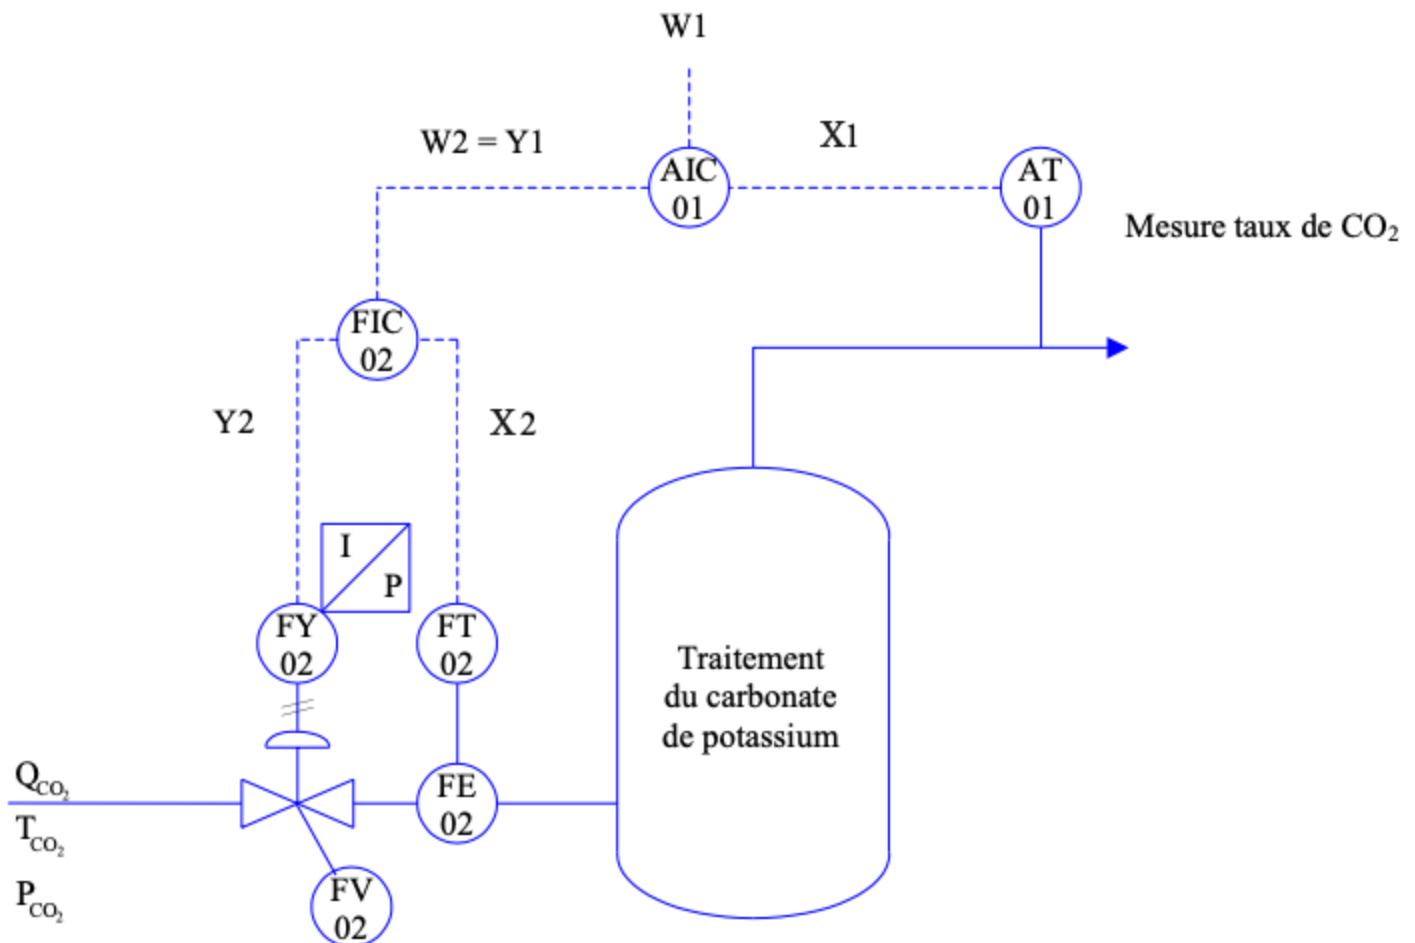 W1
W2 = Y1
X1
AIC
01
AT
01
Mesure taux de CO₂
FIC
02
Y2
X2
I
P
FY
02
FT
02
Traitement
du carbonate
de potassium
Q_CO₂
FE
02
T_CO₂
P_CO₂
FV
02